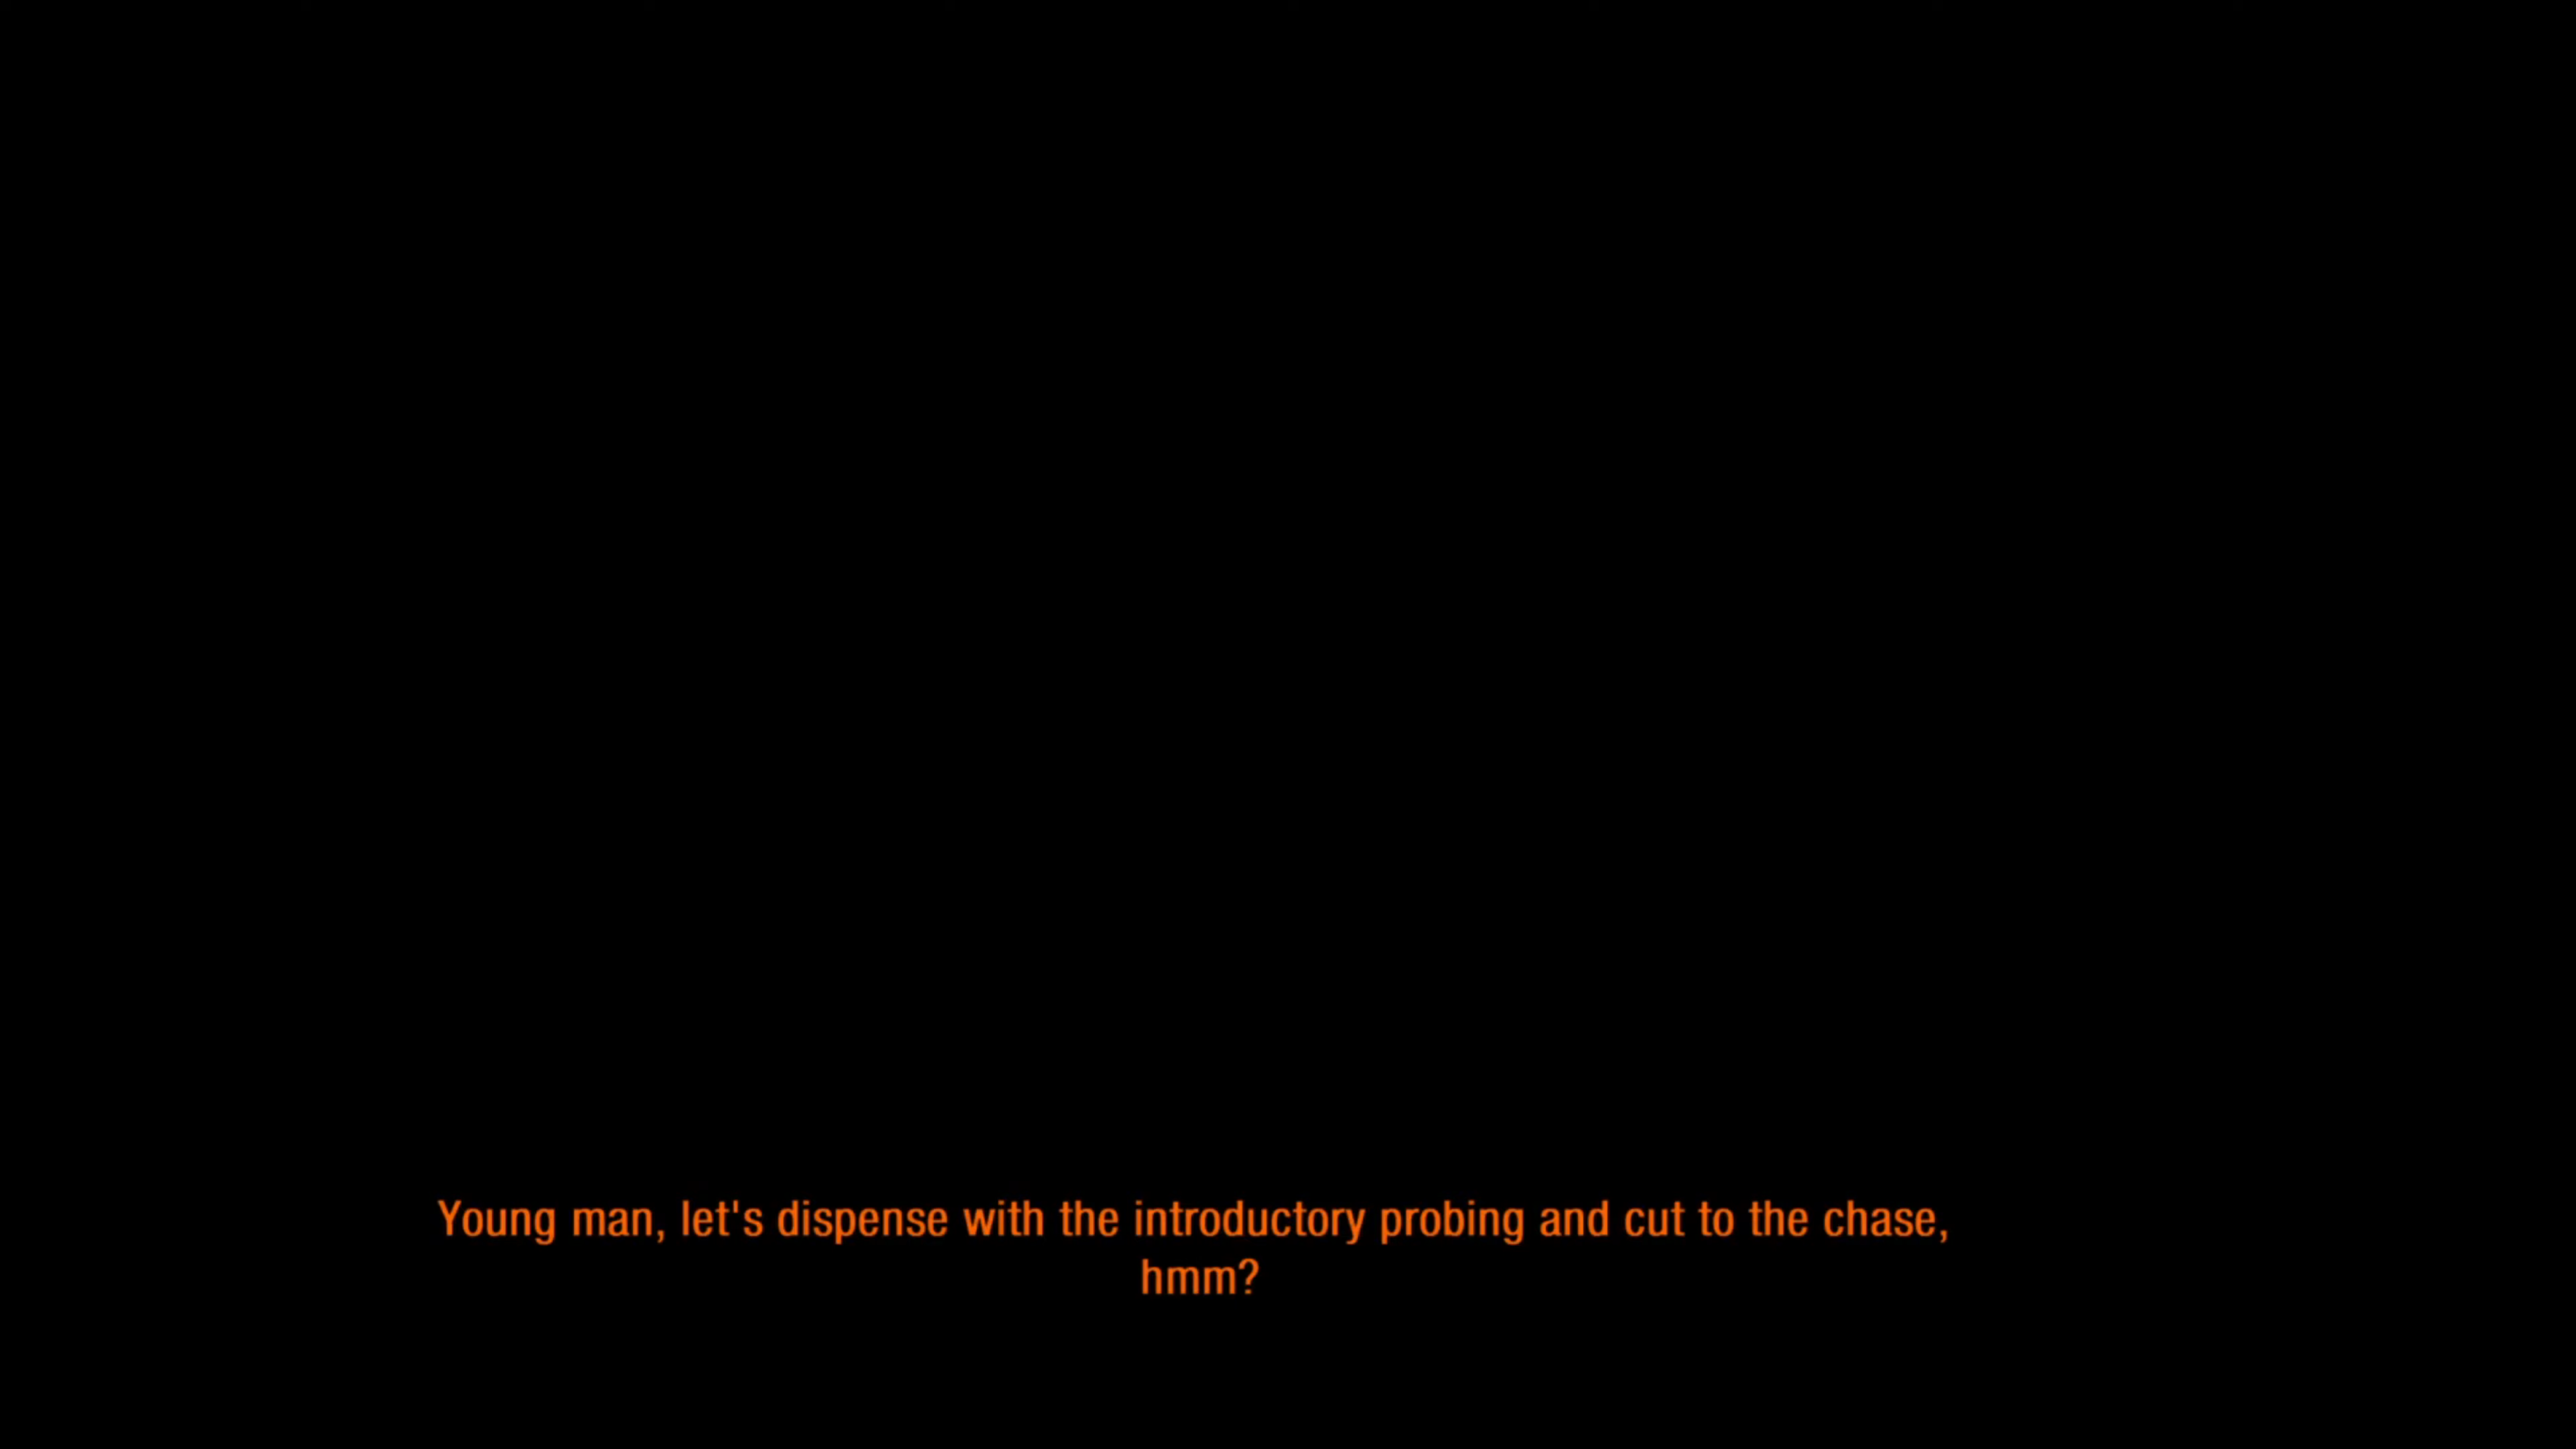 Young man, let's dispense with the introductory probing and cut to the chase,
hmm?